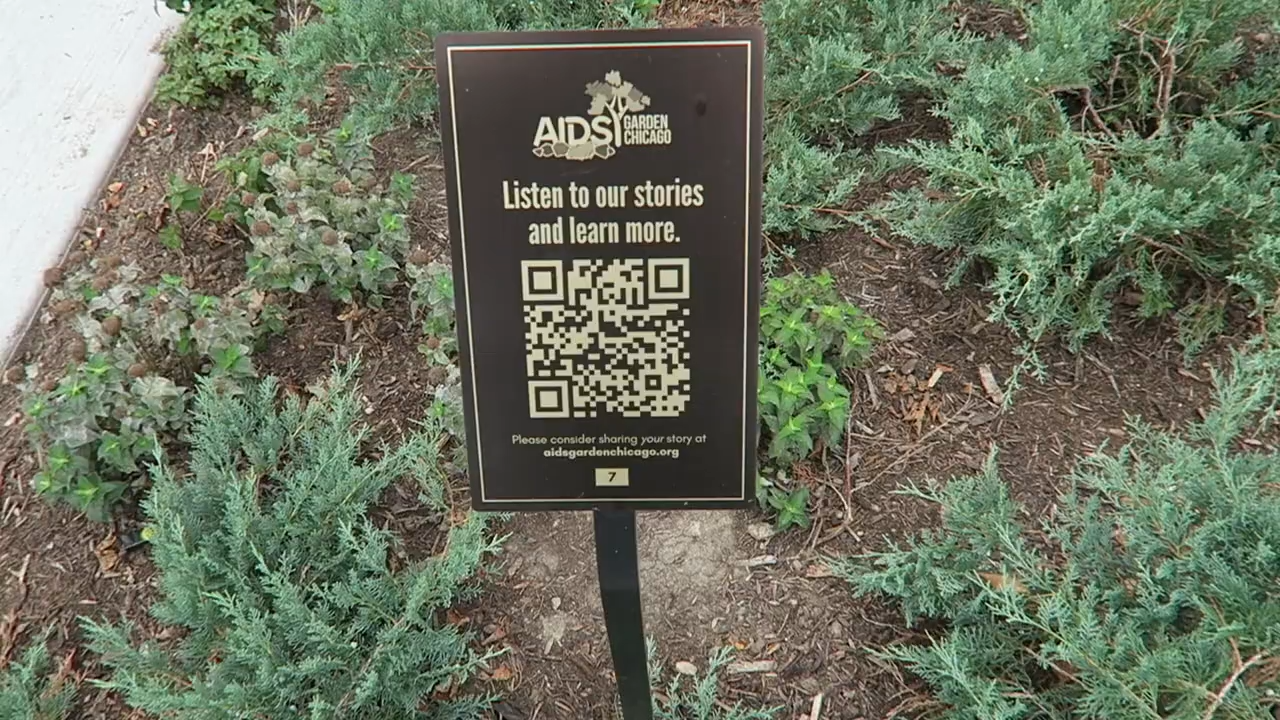 AIDS GARDEN
CHICAGO
Listen to our stories
and learn more.
Please consider sharing your story at
aidsgardenchicago.org
7